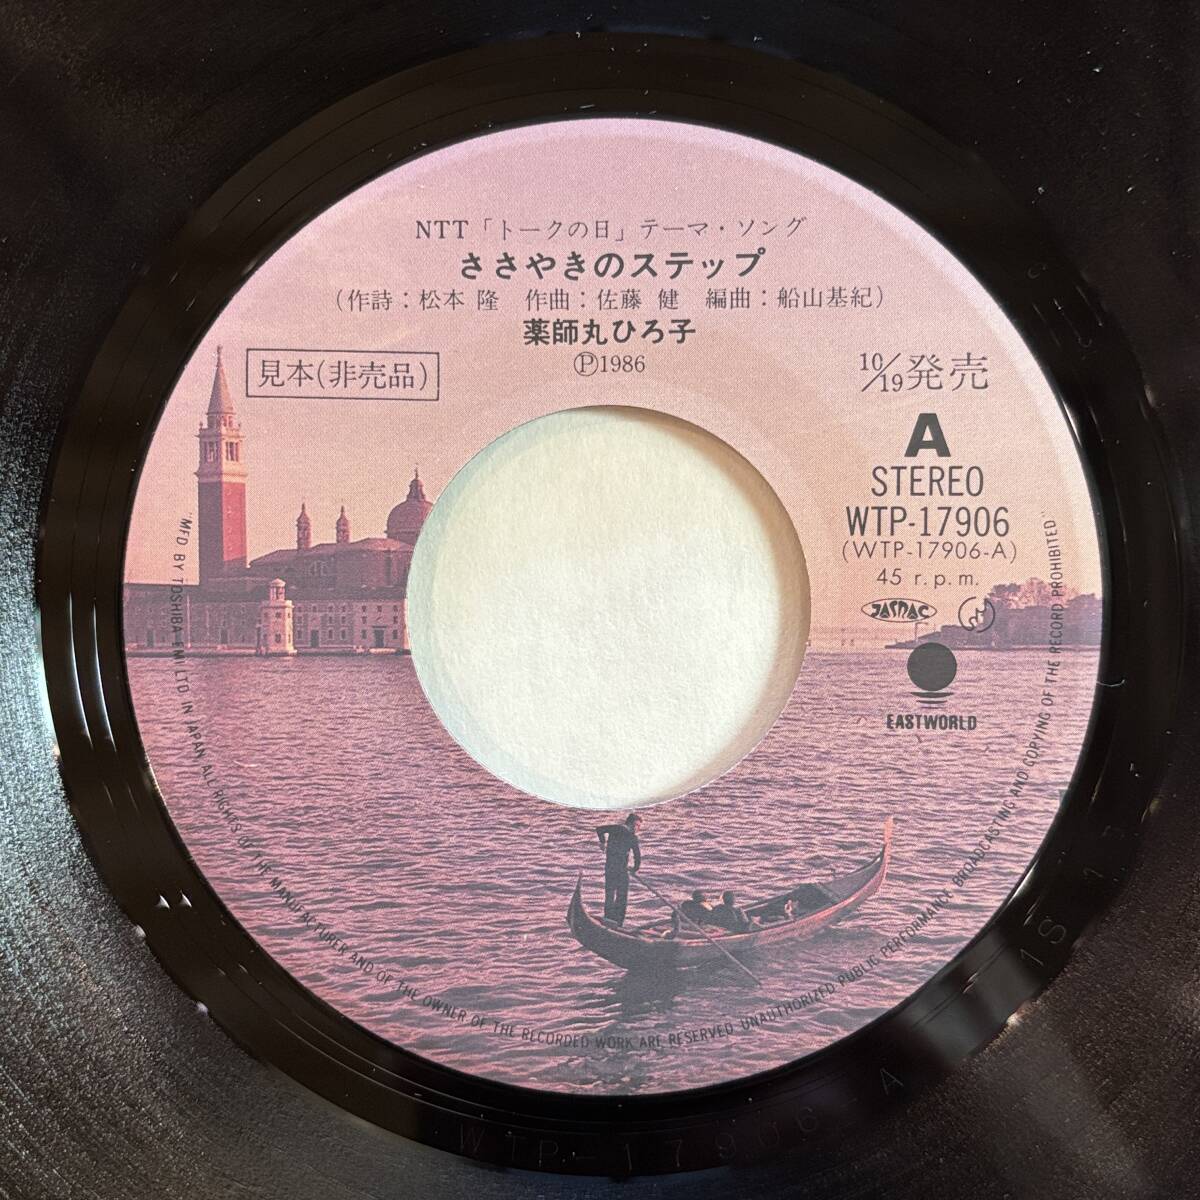 NTT「トークの日」テーマ・ソング
ささやきのステップ
(作詩：松本 隆 作曲：佐藤 健 編曲：船山基紀)
薬師丸ひろ子
Ⓟ1986
見本(非売品)
10/19発売
A
STEREO
WTP-17906
(WTP-17906-A)
45 r.p.m.
JASRAC
EASTWORLD
"MFD BY TOSHIBA EMI LTD IN JAPAN ALL RIGHTS OF THE MANUFACTURER AND OF THE OWNER OF THE RECORDED WORK ARE RESERVED UNAUTHORIZED PUBLIC PERFORMANCE BROADCASTING AND COPYING OF THE RECORD PROHIBITED"
WTP-17906-A 1S